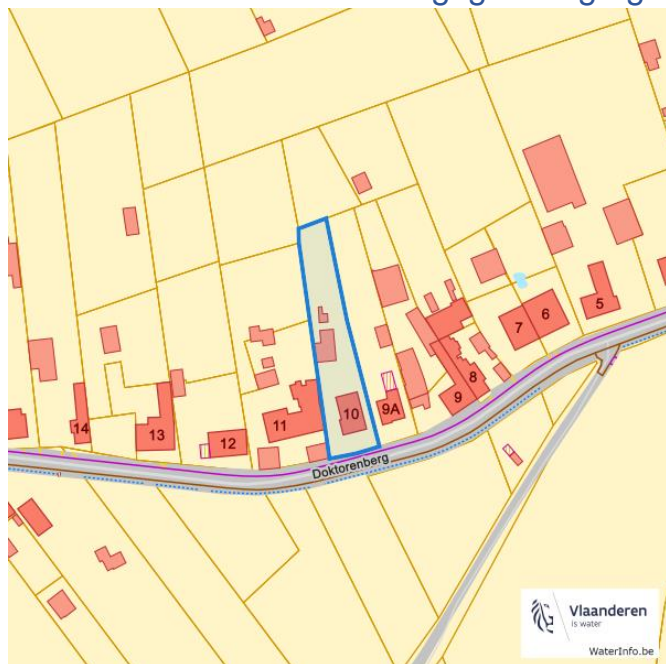 5
6
7
8
9
9A
10
11
12
13
14
Doktorenberg
Vlaanderen
is water
WaterInfo.be